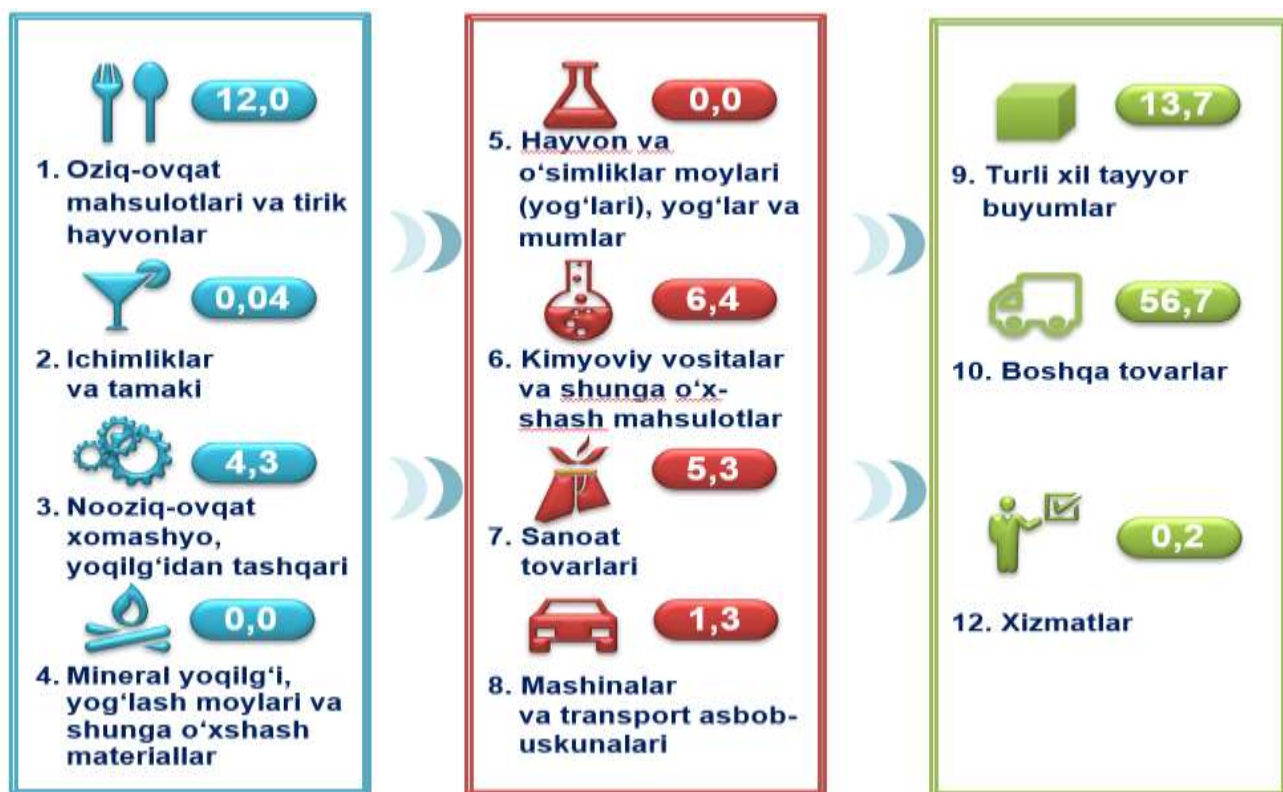 12,0
1. Oziq-ovqat
mahsulotlari va tirik
hayvonlar
0,04
2. Ichimliklar
va tamaki
4,3
3. Nooziq-ovqat
xomashyo,
yoqilg‘idan tashqari
0,0
4. Mineral yoqilg‘i,
yog‘lash moylari va
shunga o‘xshash
materiallar
0,0
5. Hayvon va
o‘simliklar moylari
(yog‘lari), yog‘lar va
mumlar
6,4
6. Kimyoviy vositalar
va shunga o‘x-
shash mahsulotlar
5,3
7. Sanoat
tovarlari
1,3
8. Mashinalar
va transport asbob-
uskunalari
13,7
9. Turli xil tayyor
buyumlar
56,7
10. Boshqa tovarlar
0,2
12. Xizmatlar